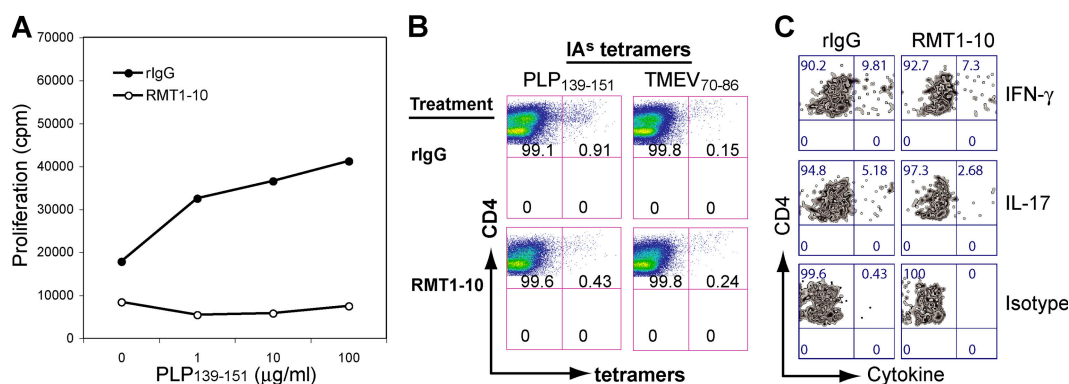 A
70000
60000
50000
40000
30000
20000
10000
0
Proliferation (cpm)
rIgG
RMT1-10
0 1 10 100
PLP139-151 (µg/ml)
B
IAs tetramers
PLP139-151 TMEV70-86
Treatment
rIgG
99.1 0.91 99.8 0.15
0 0 0 0
CD4
RMT1-10
99.6 0.43 99.8 0.24
0 0 0 0
tetramers
C
rIgG RMT1-10
90.2 9.81 92.7 7.3
IFN-γ
0 0 0 0
94.8 5.18 97.3 2.68
IL-17
0 0 0 0
CD4
99.6 0.43 100 0
Isotype
0 0 0 0
Cytokine